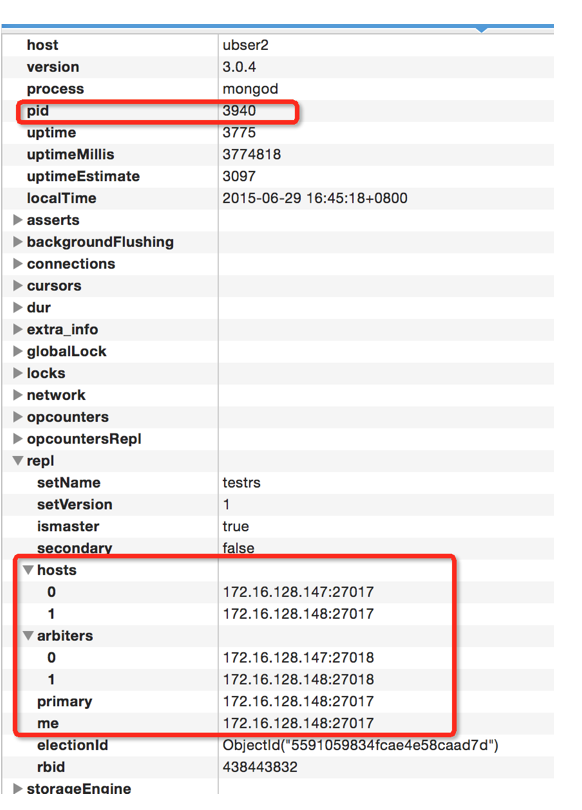 host ubser2
version 3.0.4
process mongod
pid 3940
uptime 3775
uptimeMillis 3774818
uptimeEstimate 3097
localTime 2015-06-29 16:45:18+0800
asserts
backgroundFlushing
connections
cursors
dur
extra_info
globalLock
locks
network
opcounters
opcountersRepl
repl
setName testrs
setVersion 1
ismaster true
secondary false
hosts
0 172.16.128.147:27017
1 172.16.128.148:27017
arbiters
0 172.16.128.147:27018
1 172.16.128.148:27018
primary 172.16.128.148:27017
me 172.16.128.148:27017
electionId ObjectId("5591059834fcae4e58caad7d")
rbid 438443832
storageEngine